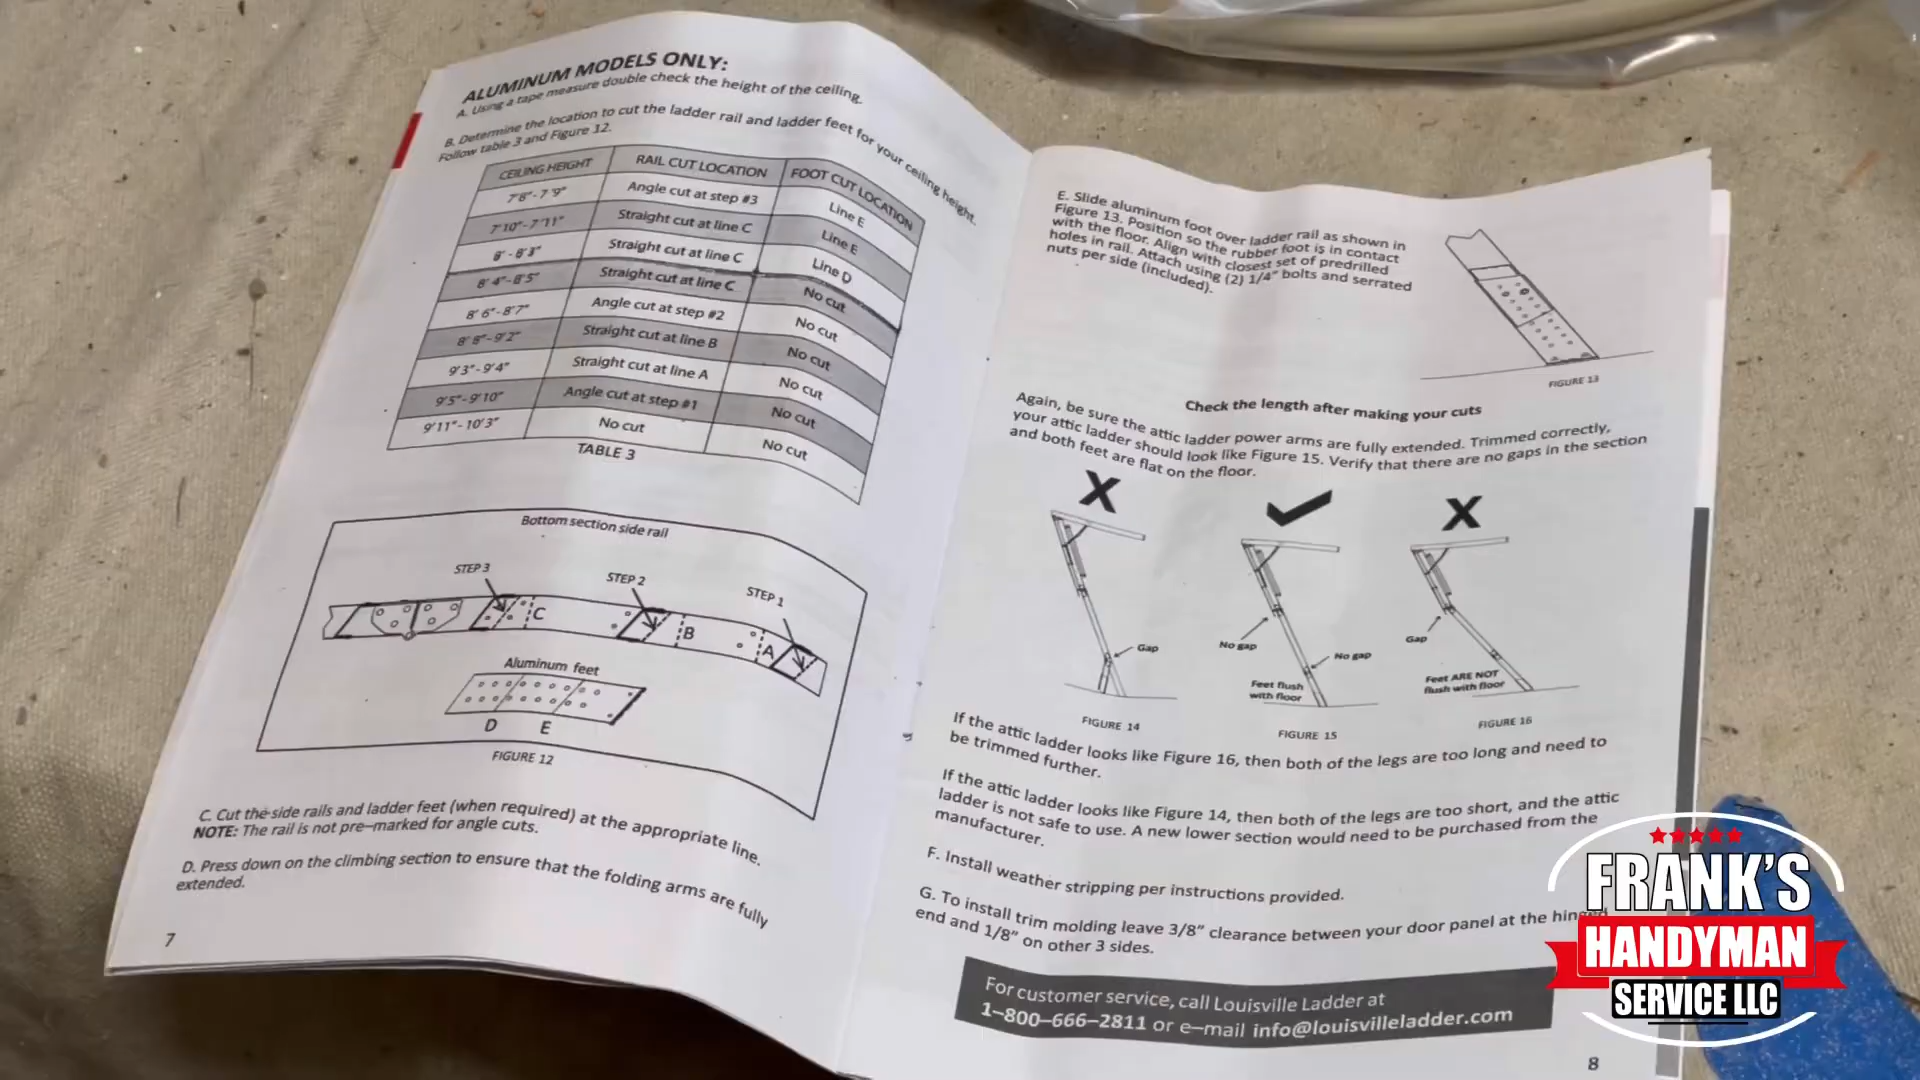 ALUMINUM MODELS ONLY:
A. Using a tape measure double check the height of the ceiling.
B. Determine the location to cut the ladder rail and ladder feet for your ceiling height.
Follow table 3 and Figure 12.
CEILING HEIGHT RAIL CUT LOCATION FOOT CUT LOCATION
7'8"-7'9" Angle cut at step #3 Line E
7'10"-7'11" Straight cut at line C Line E
8'-8'3" Straight cut at line C Line D
8'4"-8'5" Straight cut at line C No cut
8'6"-8'7" Angle cut at step #2 No cut
8'8"-9'2" Straight cut at line B No cut
9'3"-9'4" Straight cut at line A No cut
9'5"-9'10" Angle cut at step #1 No cut
9'11"-10'3" No cut No cut
TABLE 3
Bottom section side rail
STEP 3
STEP 2
STEP 1
C
B
A
Aluminum feet
D E
FIGURE 12
C. Cut the side rails and ladder feet (when required) at the appropriate line.
NOTE: The rail is not pre-marked for angle cuts.
D. Press down on the climbing section to ensure that the folding arms are fully
extended.
7
E. Slide aluminum foot over ladder rail as shown in
Figure 13. Position so the rubber foot is in contact
with the floor. Align with closest set of predrilled
holes in rail. Attach using (2) 1/4" bolts and serrated
nuts per side (included).
FIGURE 13
Check the length after making your cuts
Again, be sure the attic ladder power arms are fully extended. Trimmed correctly,
your attic ladder should look like Figure 15. Verify that there are no gaps in the section
and both feet are flat on the floor.
Gap
No gap
No gap
Feet flush
with floor
Gap
Feet ARE NOT
flush with floor
FIGURE 14
FIGURE 15
FIGURE 16
If the attic ladder looks like Figure 16, then both of the legs are too long and need to
be trimmed further.
If the attic ladder looks like Figure 14, then both of the legs are too short, and the attic
ladder is not safe to use. A new lower section would need to be purchased from the
manufacturer.
F. Install weather stripping per instructions provided.
G. To install trim molding leave 3/8" clearance between your door panel at the hinged
end and 1/8" on other 3 sides.
For customer service, call Louisville Ladder at
1-800-666-2811 or e-mail info@louisvilleladder.com
8
FRANK'S
HANDYMAN
SERVICE LLC